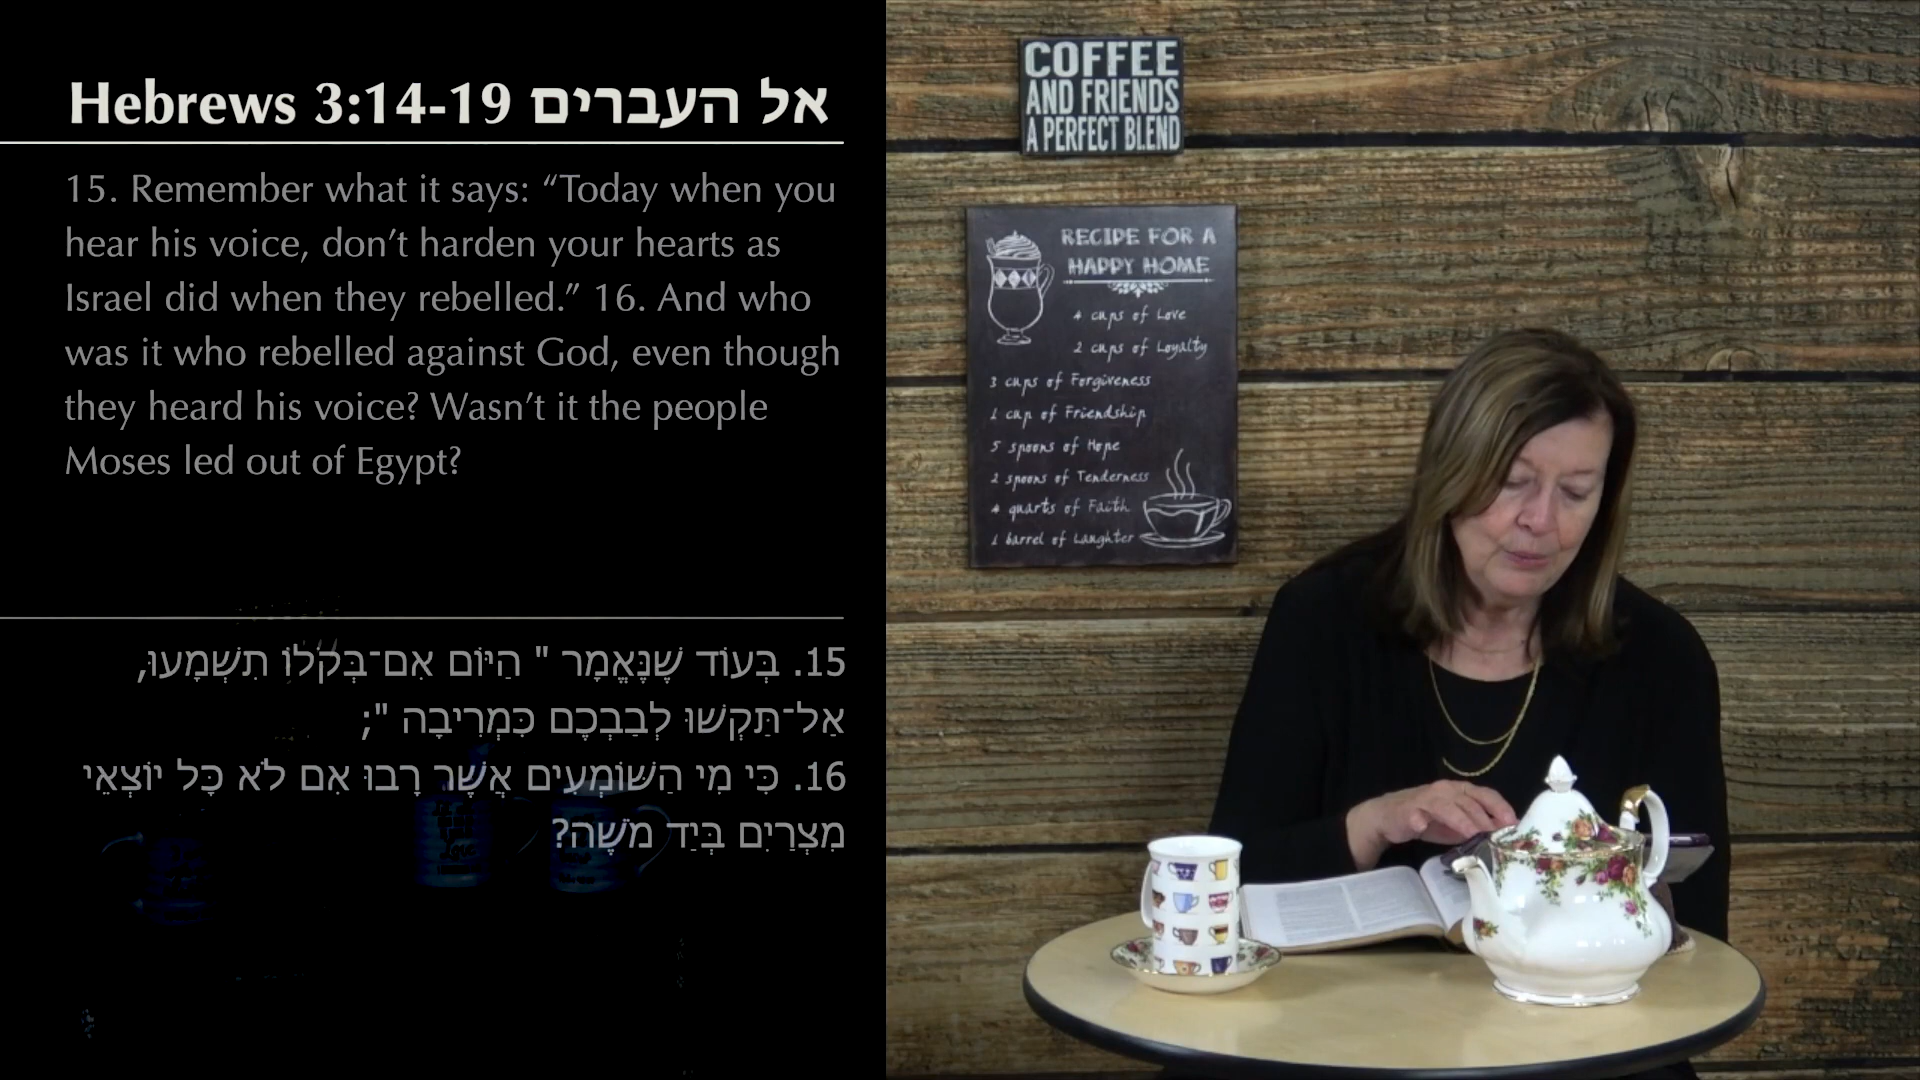 Hebrews 3:14-19 אל העברים
15. Remember what it says: “Today when you
hear his voice, don’t harden your hearts as
Israel did when they rebelled.” 16. And who
was it who rebelled against God, even though
they heard his voice? Wasn’t it the people
Moses led out of Egypt?
15. בְּעוֹד שֶׁנֶּאֱמַר " הַיּוֹם אִם־בְּקֹלוֹ תִשְׁמָעוּ,
אַל־תַּקְשׁוּ לְבַבְכֶם כִּמְרִיבָה ";
16. כִּי מִי הַשּׁוֹמְעִים אֲשֶׁר רָבוּ אִם לֹא כָּל יוֹצְאֵי
מִצְרַיִם בְּיַד מֹשֶׁה?
COFFEE
AND FRIENDS
A PERFECT BLEND
RECIPE FOR A
HAPPY HOME
4 cups of Love
2 cups of Loyalty
3 cups of Forgiveness
1 cup of Friendship
5 spoons of Hope
2 spoons of Tenderness
4 quarts of Faith
1 barrel of Laughter